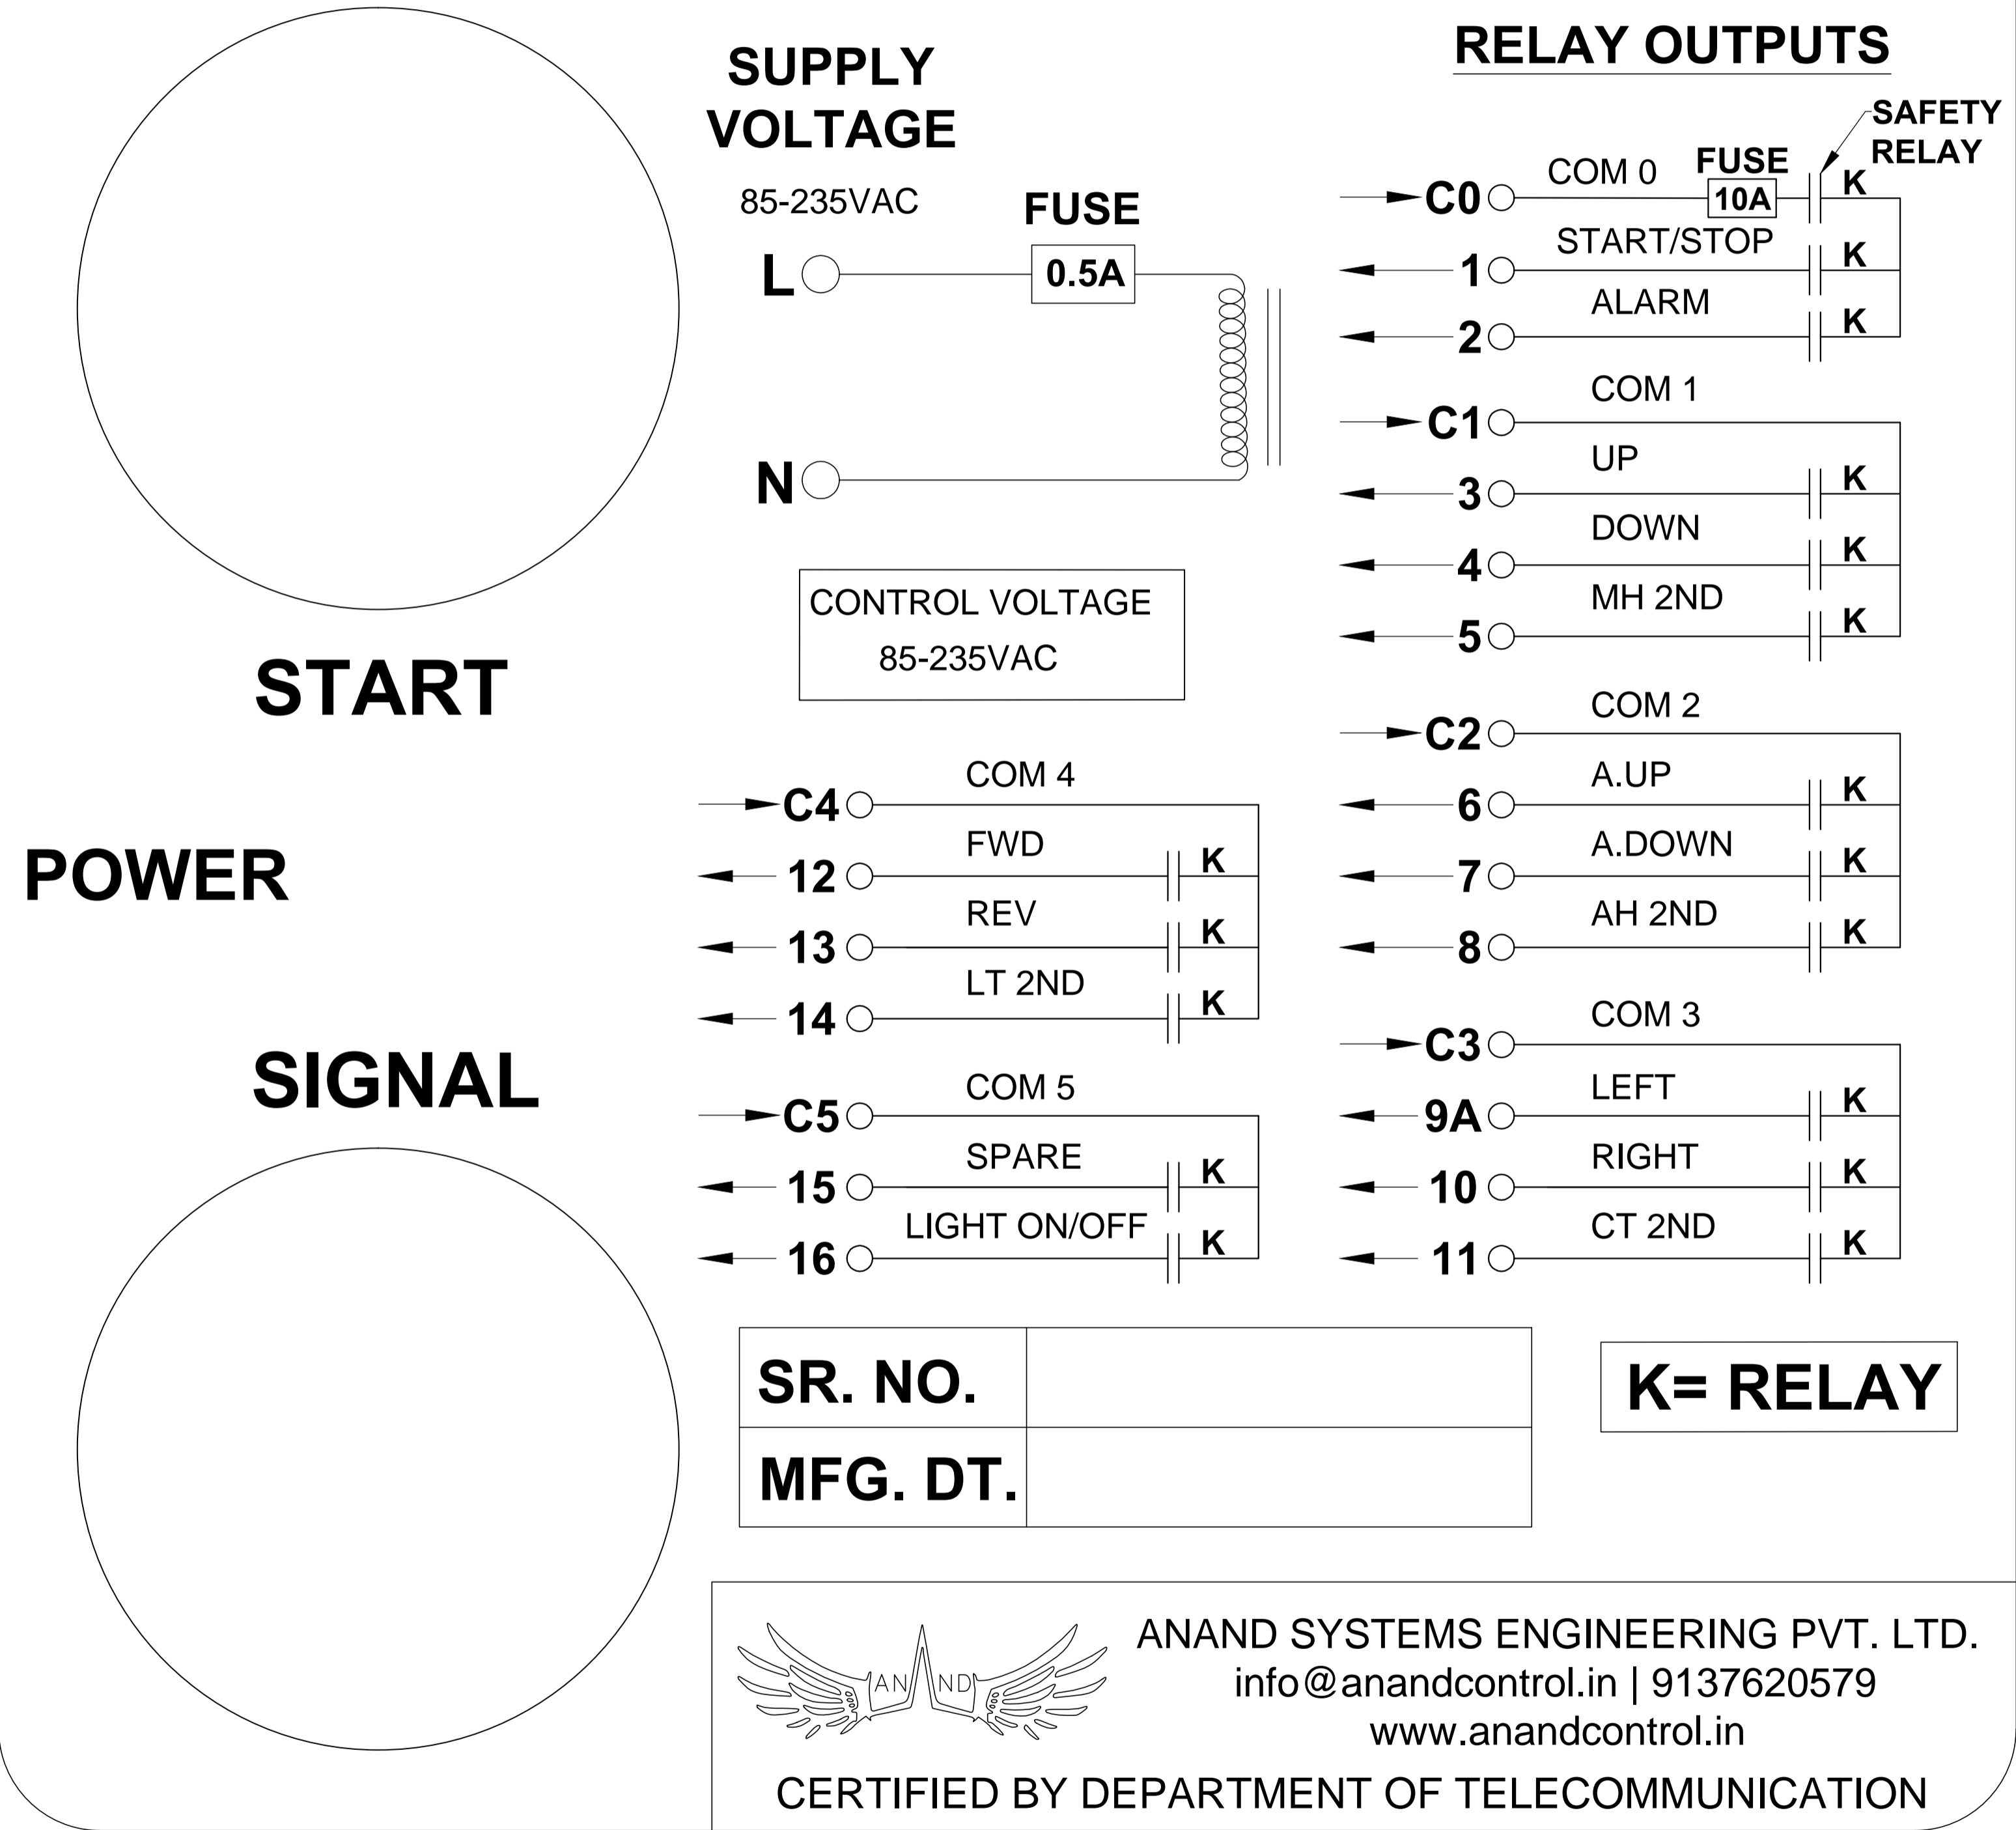 START
POWER
SIGNAL
SUPPLY
VOLTAGE
85-235VAC
FUSE
L
0.5A
N
CONTROL VOLTAGE
85-235VAC
COM 4
C4
FWD
12 K
REV
13 K
LT 2ND
14 K
COM 5
C5
SPARE
15 K
LIGHT ON/OFF
16 K
RELAY OUTPUTS
SAFETY
RELAY
COM 0 FUSE
C0 10A K
START/STOP
1 K
ALARM
2 K
COM 1
C1
UP
3 K
DOWN
4 K
MH 2ND
5 K
COM 2
C2
A.UP
6 K
A.DOWN
7 K
AH 2ND
8 K
COM 3
C3
LEFT
9A K
RIGHT
10 K
CT 2ND
11 K
SR. NO.
MFG. DT.
K= RELAY
AN ND
ANAND SYSTEMS ENGINEERING PVT. LTD.
info@anandcontrol.in | 9137620579
www.anandcontrol.in
CERTIFIED BY DEPARTMENT OF TELECOMMUNICATION